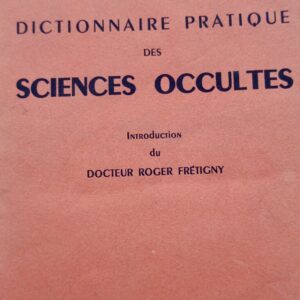 DICTIONNAIRE PRATIQUE
DES
SCIENCES OCCULTES
INTRODUCTION
du
DOCTEUR ROGER FRÉTIGNY